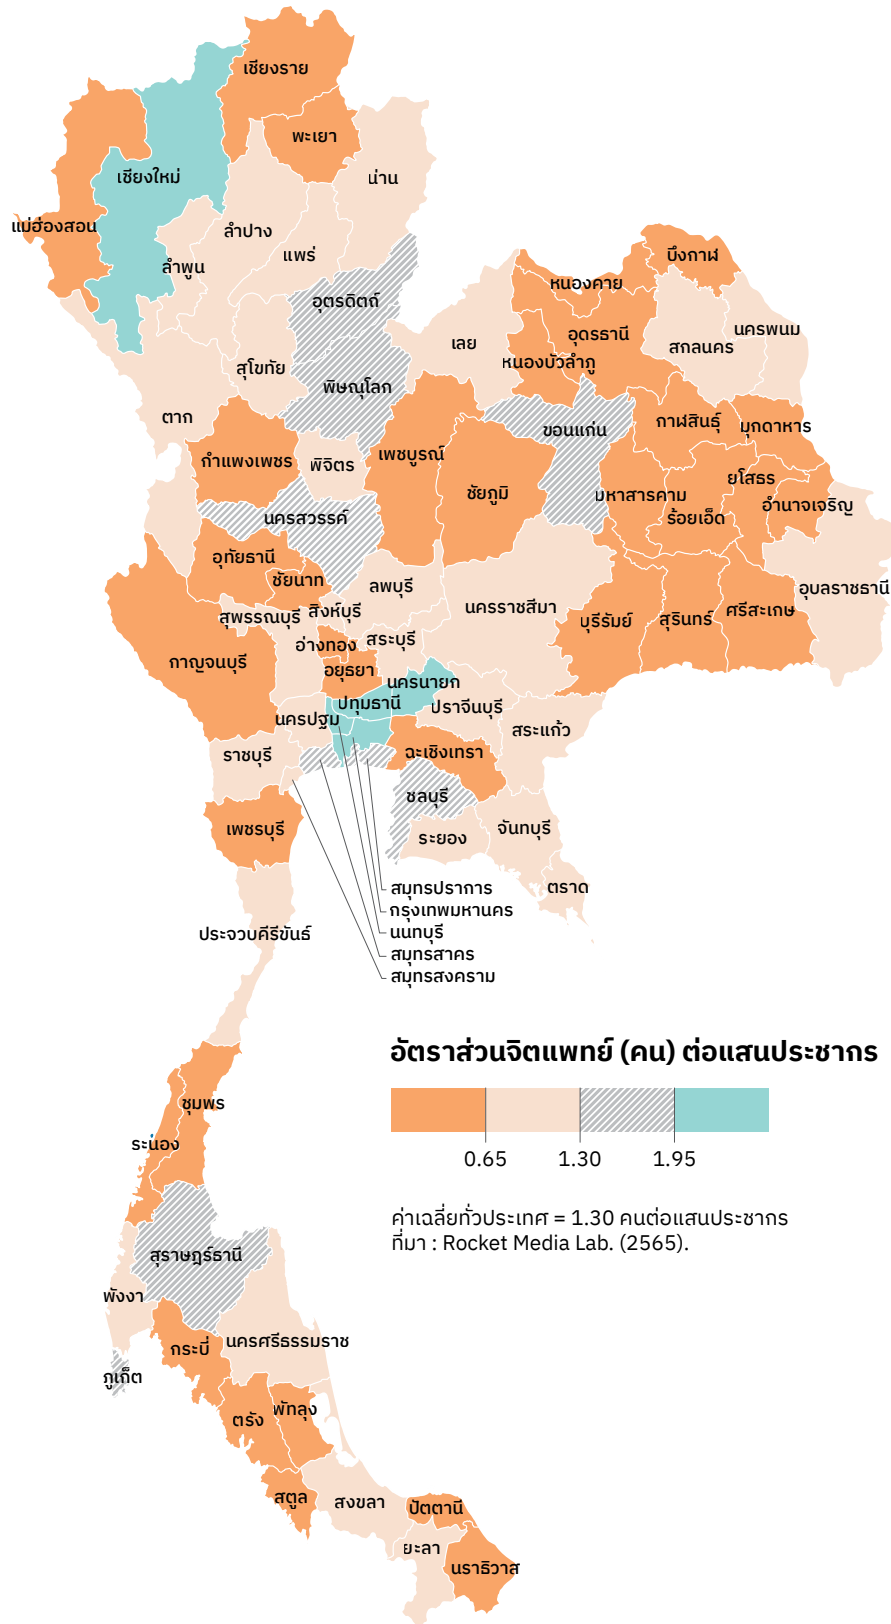 เชียงราย
พะเยา
น่าน
เชียงใหม่
แม่ฮ่องสอน
ลำปาง
แพร่
ลำพูน
บึงกาฬ
หนองคาย
อุตรดิตถ์
นครพนม
อุดรธานี
เลย
สกลนคร
หนองบัวลำภู
สุโขทัย
พิษณุโลก
ตาก
กาฬสินธุ์
มุกดาหาร
ขอนแก่น
เพชบูรณ์
กำแพงเพชร
พิจิตร
ยโสธร
ชัยภูมิ
มหาสารคาม
อำนาจเจริญ
ร้อยเอ็ด
นครสวรรค์
อุทัยธานี
ชัยนาท
ลพบุรี
อุบลราชธานี
นครราชสีมา
สุพรรณบุรี
สิงห์บุรี
บุรีรัมย์
สุรินทร์
ศรีสะเกษ
อ่างทอง
สระบุรี
กาญจนบุรี
อยุธยา
นครนายก
ปทุมธานี
ปราจีนบุรี
นครปฐม
สระแก้ว
ราชบุรี
ฉะเชิงเทรา
ชลบุรี
เพชรบุรี
ระยอง
จันทบุรี
ตราด
สมุทรปราการ
กรุงเทพมหานคร
นนทบุรี
สมุทรสาคร
สมุทรสงคราม
ประจวบคีรีขันธ์
อัตราส่วนจิตแพทย์ (คน) ต่อแสนประชากร
0.65 1.30 1.95
ค่าเฉลี่ยทั่วประเทศ = 1.30 คนต่อแสนประชากร
ที่มา : Rocket Media Lab. (2565).
ชุมพร
ระนอง
สุราษฎร์ธานี
พังงา
นครศรีธรรมราช
กระบี่
ภูเก็ต
พัทลุง
ตรัง
สตูล
สงขลา
ปัตตานี
ยะลา
นราธิวาส